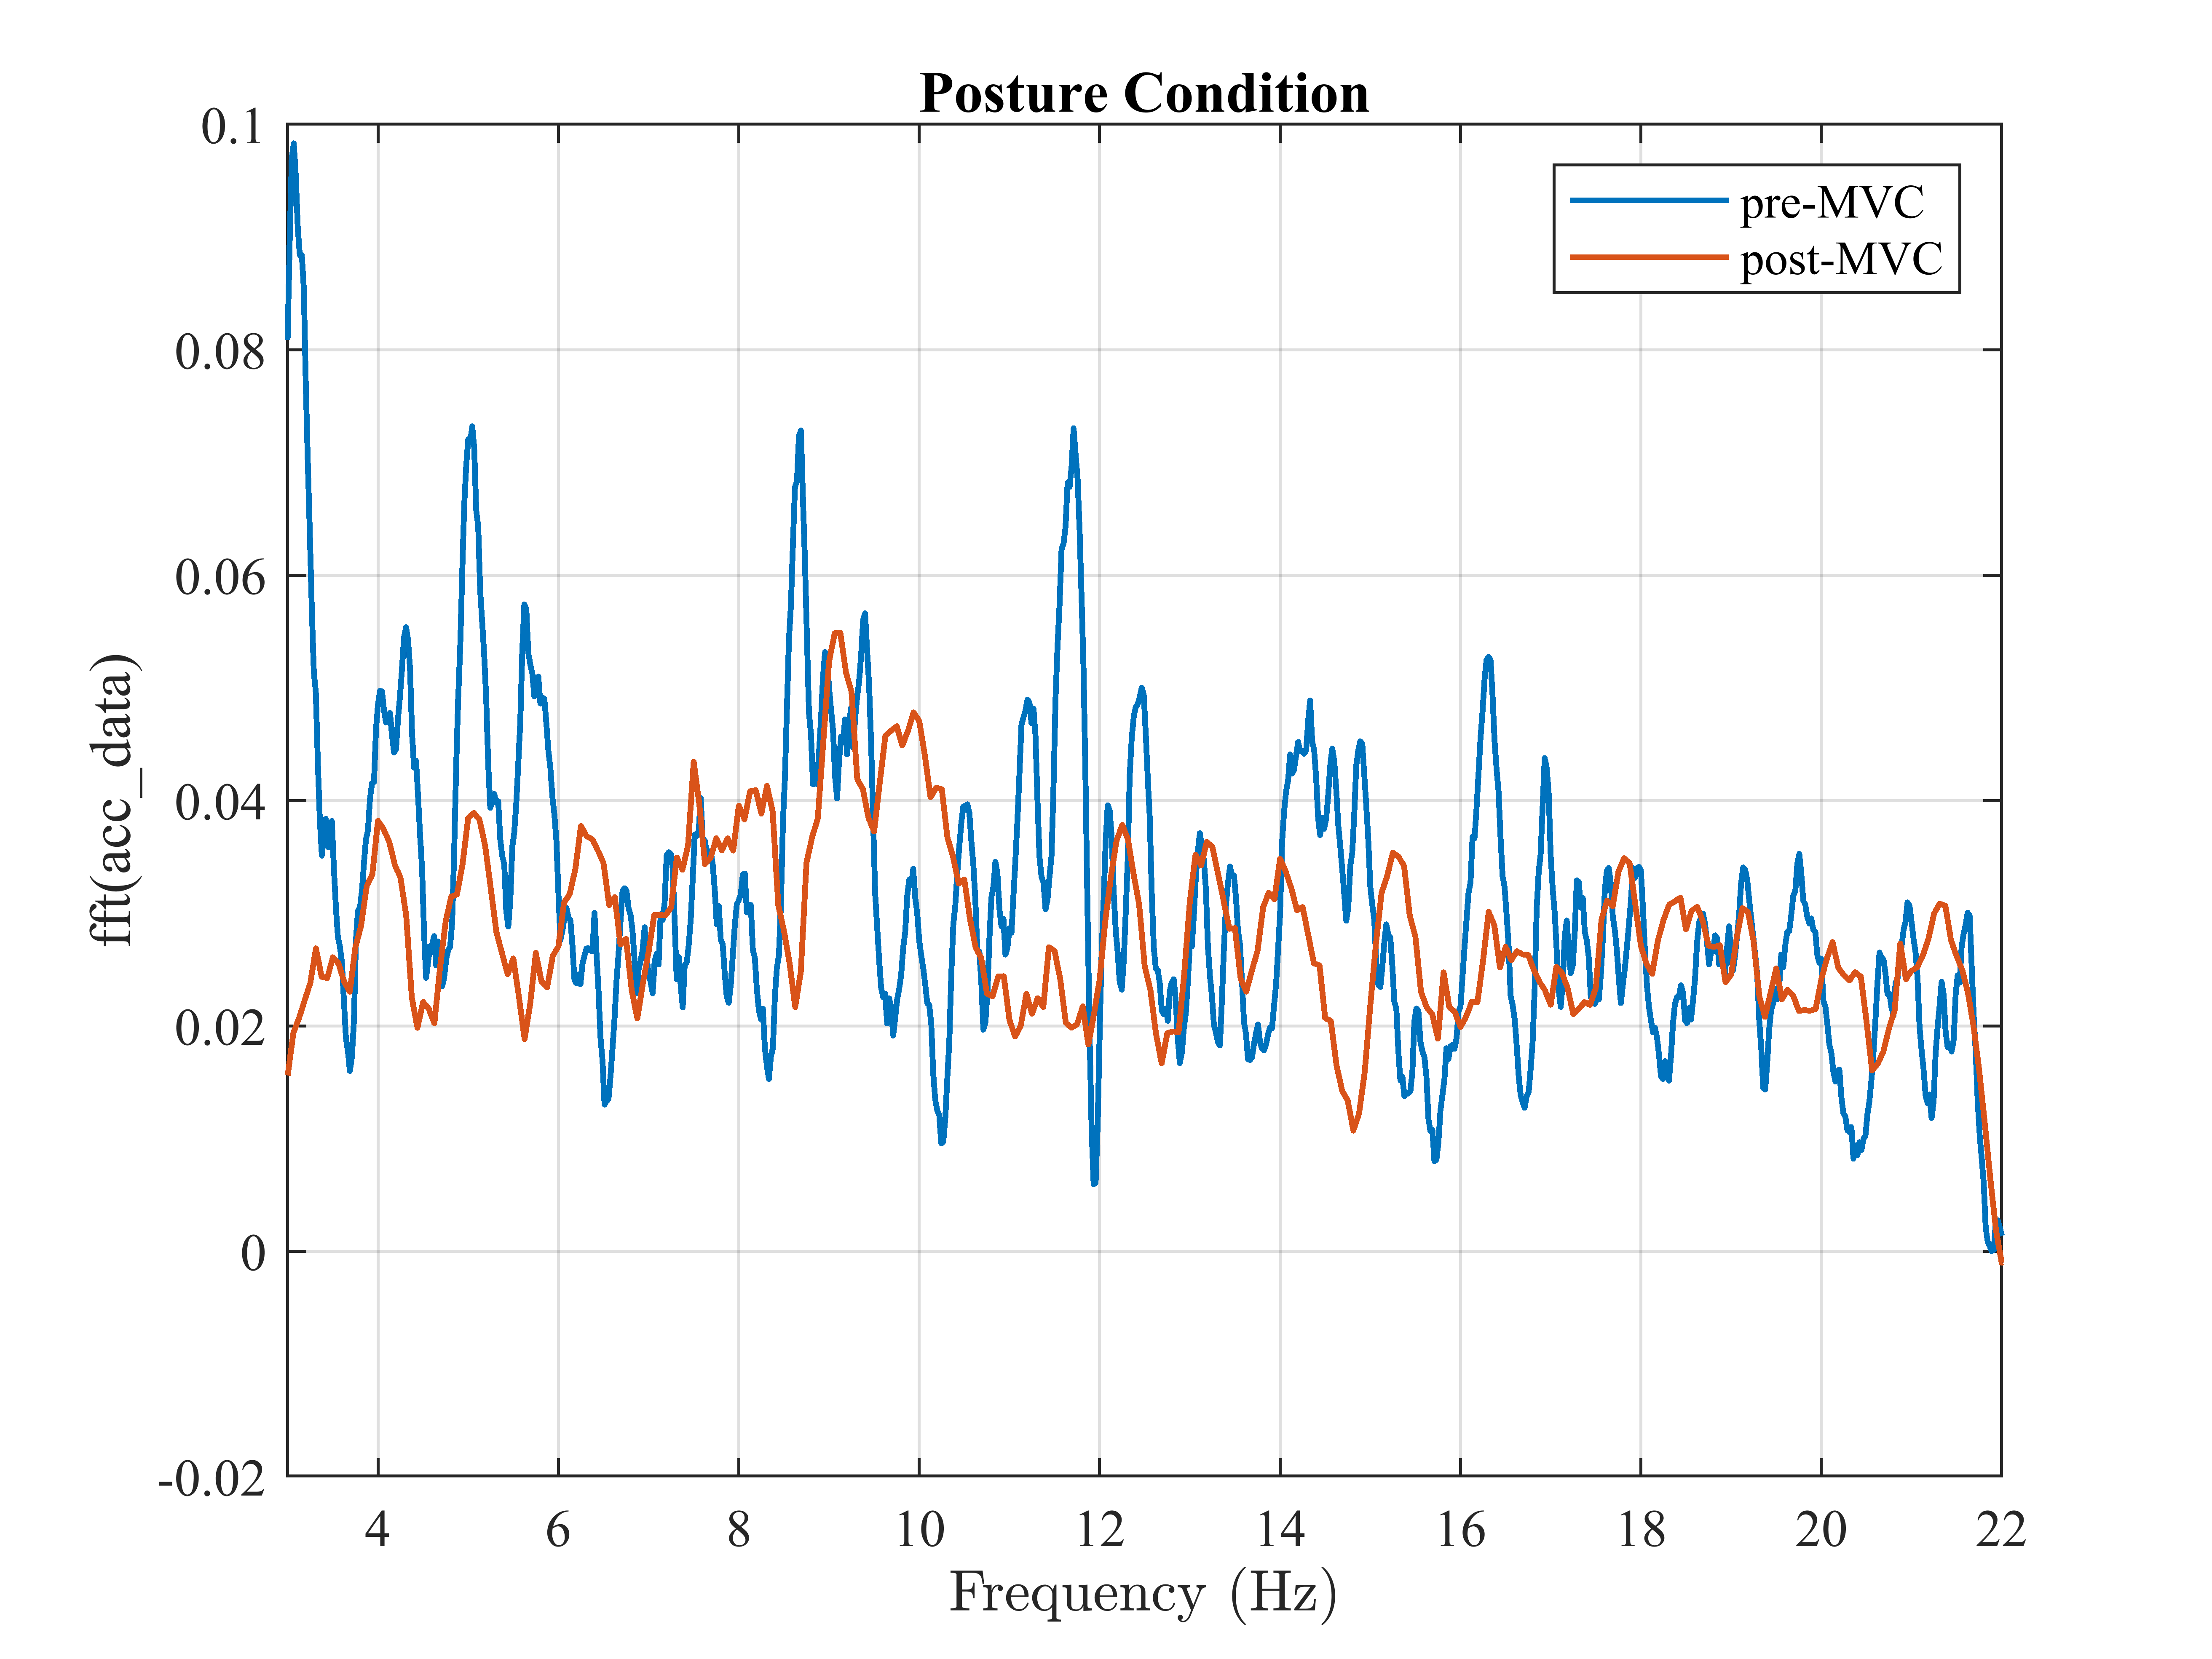 Posture Condition
pre-MVC
post-MVC
0.1
0.08
0.06
0.04
0.02
0
-0.02
fft(acc_data)
4 6 8 10 12 14 16 18 20 22
Frequency (Hz)